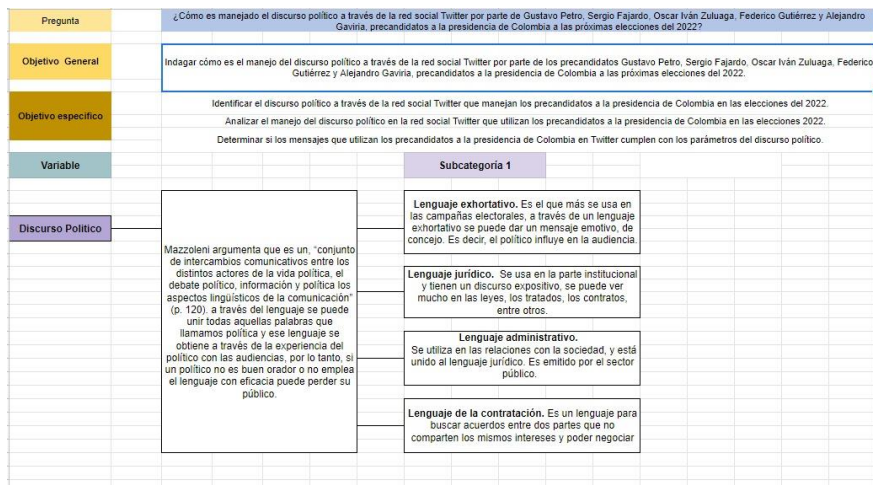 Pregunta
¿Cómo es manejado el discurso político a través de la red social Twitter por parte de Gustavo Petro, Sergio Fajardo, Oscar Iván Zuluaga, Federico Gutiérrez y Alejandro
Gaviria, precandidatos a la presidencia de Colombia a las próximas elecciones del 2022?
Objetivo General
Indagar cómo es el manejo del discurso político a través de la red social Twitter por parte de los precandidatos Gustavo Petro, Sergio Fajardo, Oscar Iván Zuluaga, Federico
Gutiérrez y Alejandro Gaviria, precandidatos a la presidencia de Colombia a las próximas elecciones del 2022.
Objetivo especifico
Identificar el discurso político a través de la red social Twitter que manejan los precandidatos a la presidencia de Colombia en las elecciones del 2022.
Analizar el manejo del discurso político en la red social Twitter que utilizan los precandidatos a la presidencia de Colombia en las elecciones 2022.
Determinar si los mensajes que utilizan los precandidatos a la presidencia de Colombia en Twitter cumplen con los parámetros del discurso político.
Variable
Subcategoría 1
Discurso Político
Mazzoleni argumenta que es un, “conjunto
de intercambios comunicativos entre los
distintos actores de la vida política, el
debate político, información y política los
aspectos lingüísticos de la comunicación”
(p. 120). a través del lenguaje se puede
unir todas aquellas palabras que
llamamos política y ese lenguaje se
obtiene a través de la experiencia del
político con las audiencias, por lo tanto, si
un político no es buen orador o no emplea
el lenguaje con eficacia puede perder su
público.
Lenguaje exhortativo. Es el que más se usa en
las campañas electorales, a través de un lenguaje
exhortativo se puede dar un mensaje emotivo, de
concejo. Es decir, el político influye en la audiencia.
Lenguaje jurídico. Se usa en la parte institucional
y tienen un discurso expositivo, se puede ver
mucho en las leyes, los tratados, los contratos,
entre otros.
Lenguaje administrativo.
Se utiliza en las relaciones con la sociedad, y está
unido al lenguaje jurídico. Es emitido por el sector
público.
Lenguaje de la contratación. Es un lenguaje para
buscar acuerdos entre dos partes que no
comparten los mismos intereses y poder negociar